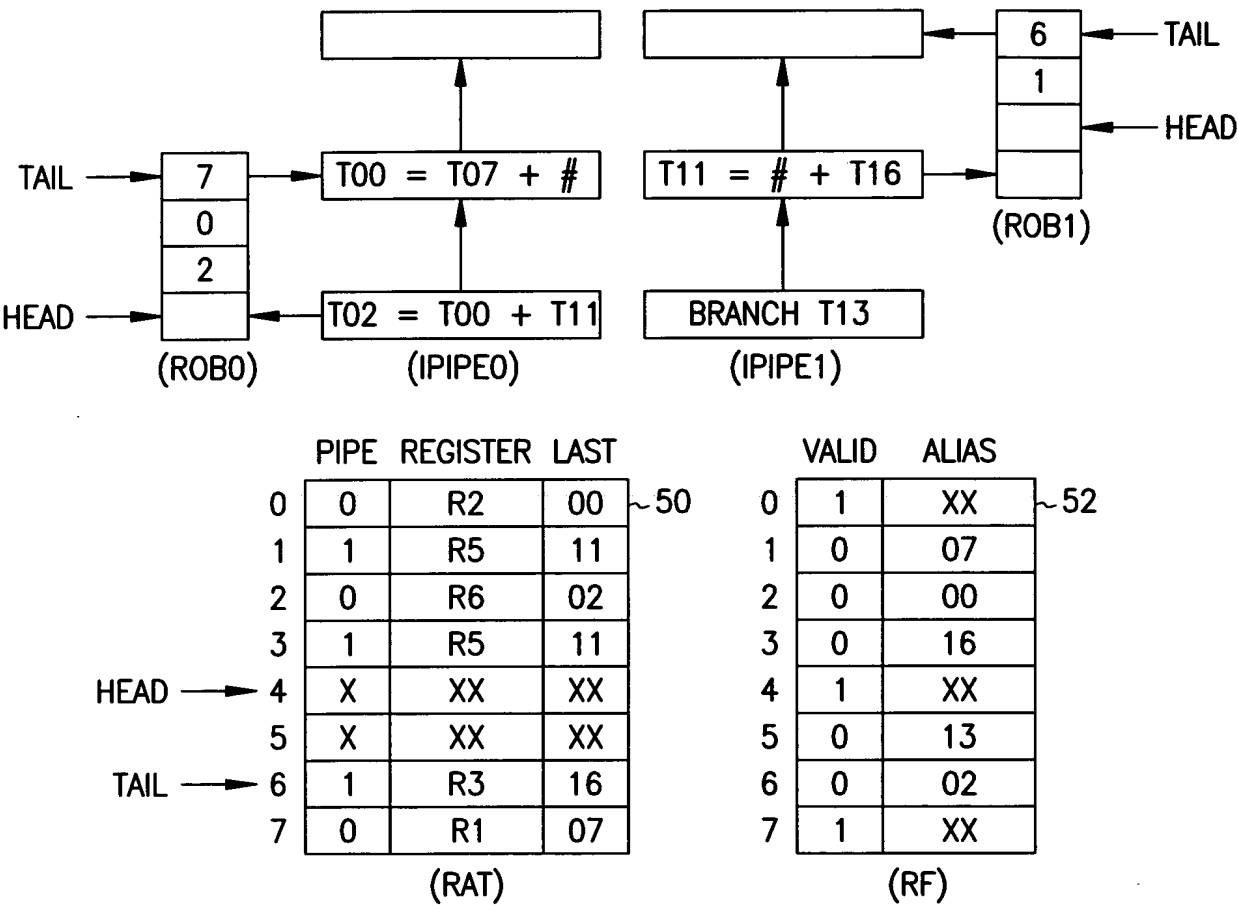 6 TAIL
1
HEAD
TAIL 7 T00 = T07 + # T11 = # + T16
0 (ROB1)
2
HEAD T02 = T00 + T11 BRANCH T13
(ROB0) (IPIPE0) (IPIPE1)
PIPE REGISTER LAST VALID ALIAS
0 0 R2 00 50 0 1 XX 52
1 1 R5 11 1 0 07
2 0 R6 02 2 0 00
3 1 R5 11 3 0 16
HEAD 4 X XX XX 4 1 XX
5 X XX XX 5 0 13
TAIL 6 1 R3 16 6 0 02
7 0 R1 07 7 1 XX
(RAT) (RF)